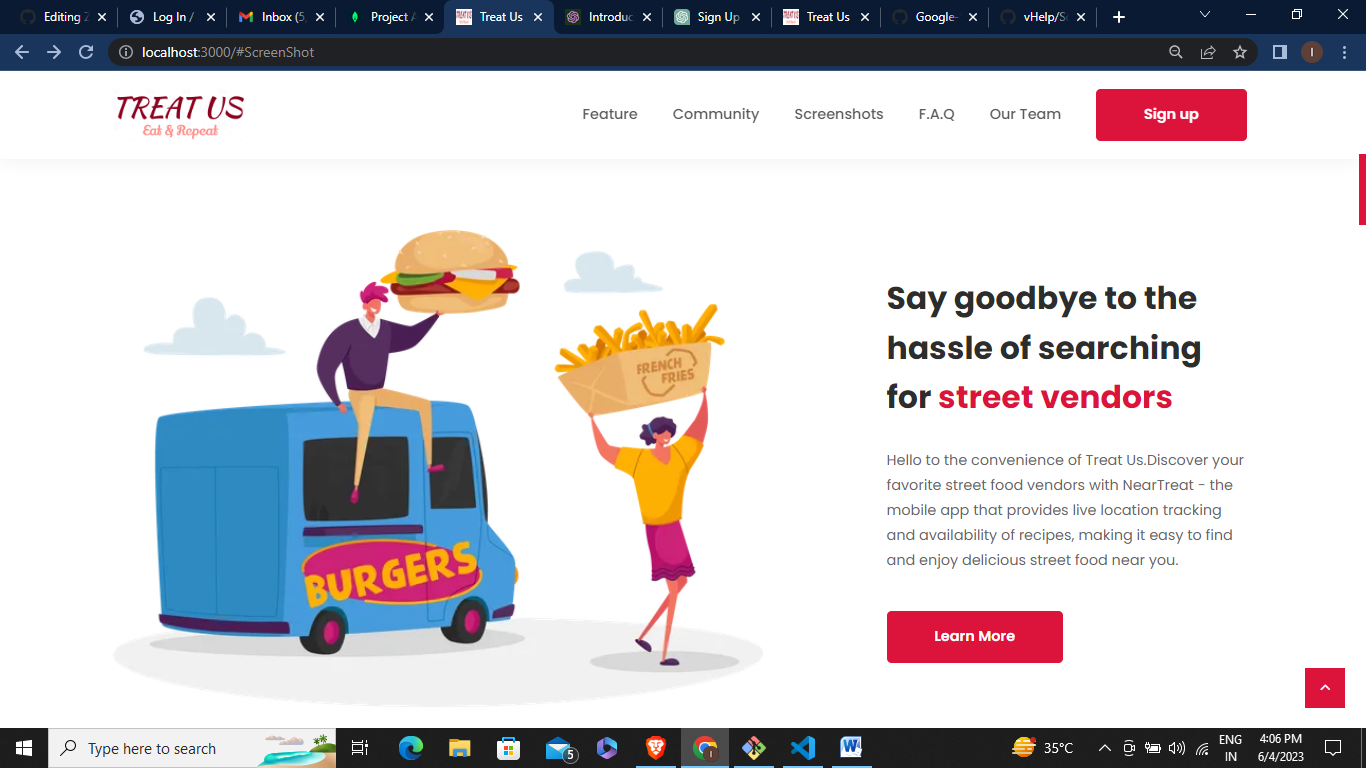 Editing 2
Log In /
Inbox (5,
Project A
Treat Us
Introduc
Sign Up
Treat Us
Google-
vHelp/Sc
localhost:3000/#ScreenShot
I
TREAT US
Eat & Repeat
Feature
Community
Screenshots
F.A.Q
Our Team
Sign up
FRENCH
FRIES
BURGERS
Say goodbye to the
hassle of searching
for street vendors
Hello to the convenience of Treat Us.Discover your
favorite street food vendors with NearTreat - the
mobile app that provides live location tracking
and availability of recipes, making it easy to find
and enjoy delicious street food near you.
Learn More
Type here to search
5
35°C
ENG
IN
4:06 PM
6/4/2023